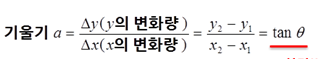 기울기 a = Δy(y의 변화량) / Δx(x의 변화량) = y₂ − y₁ / x₂ − x₁ = tan θ